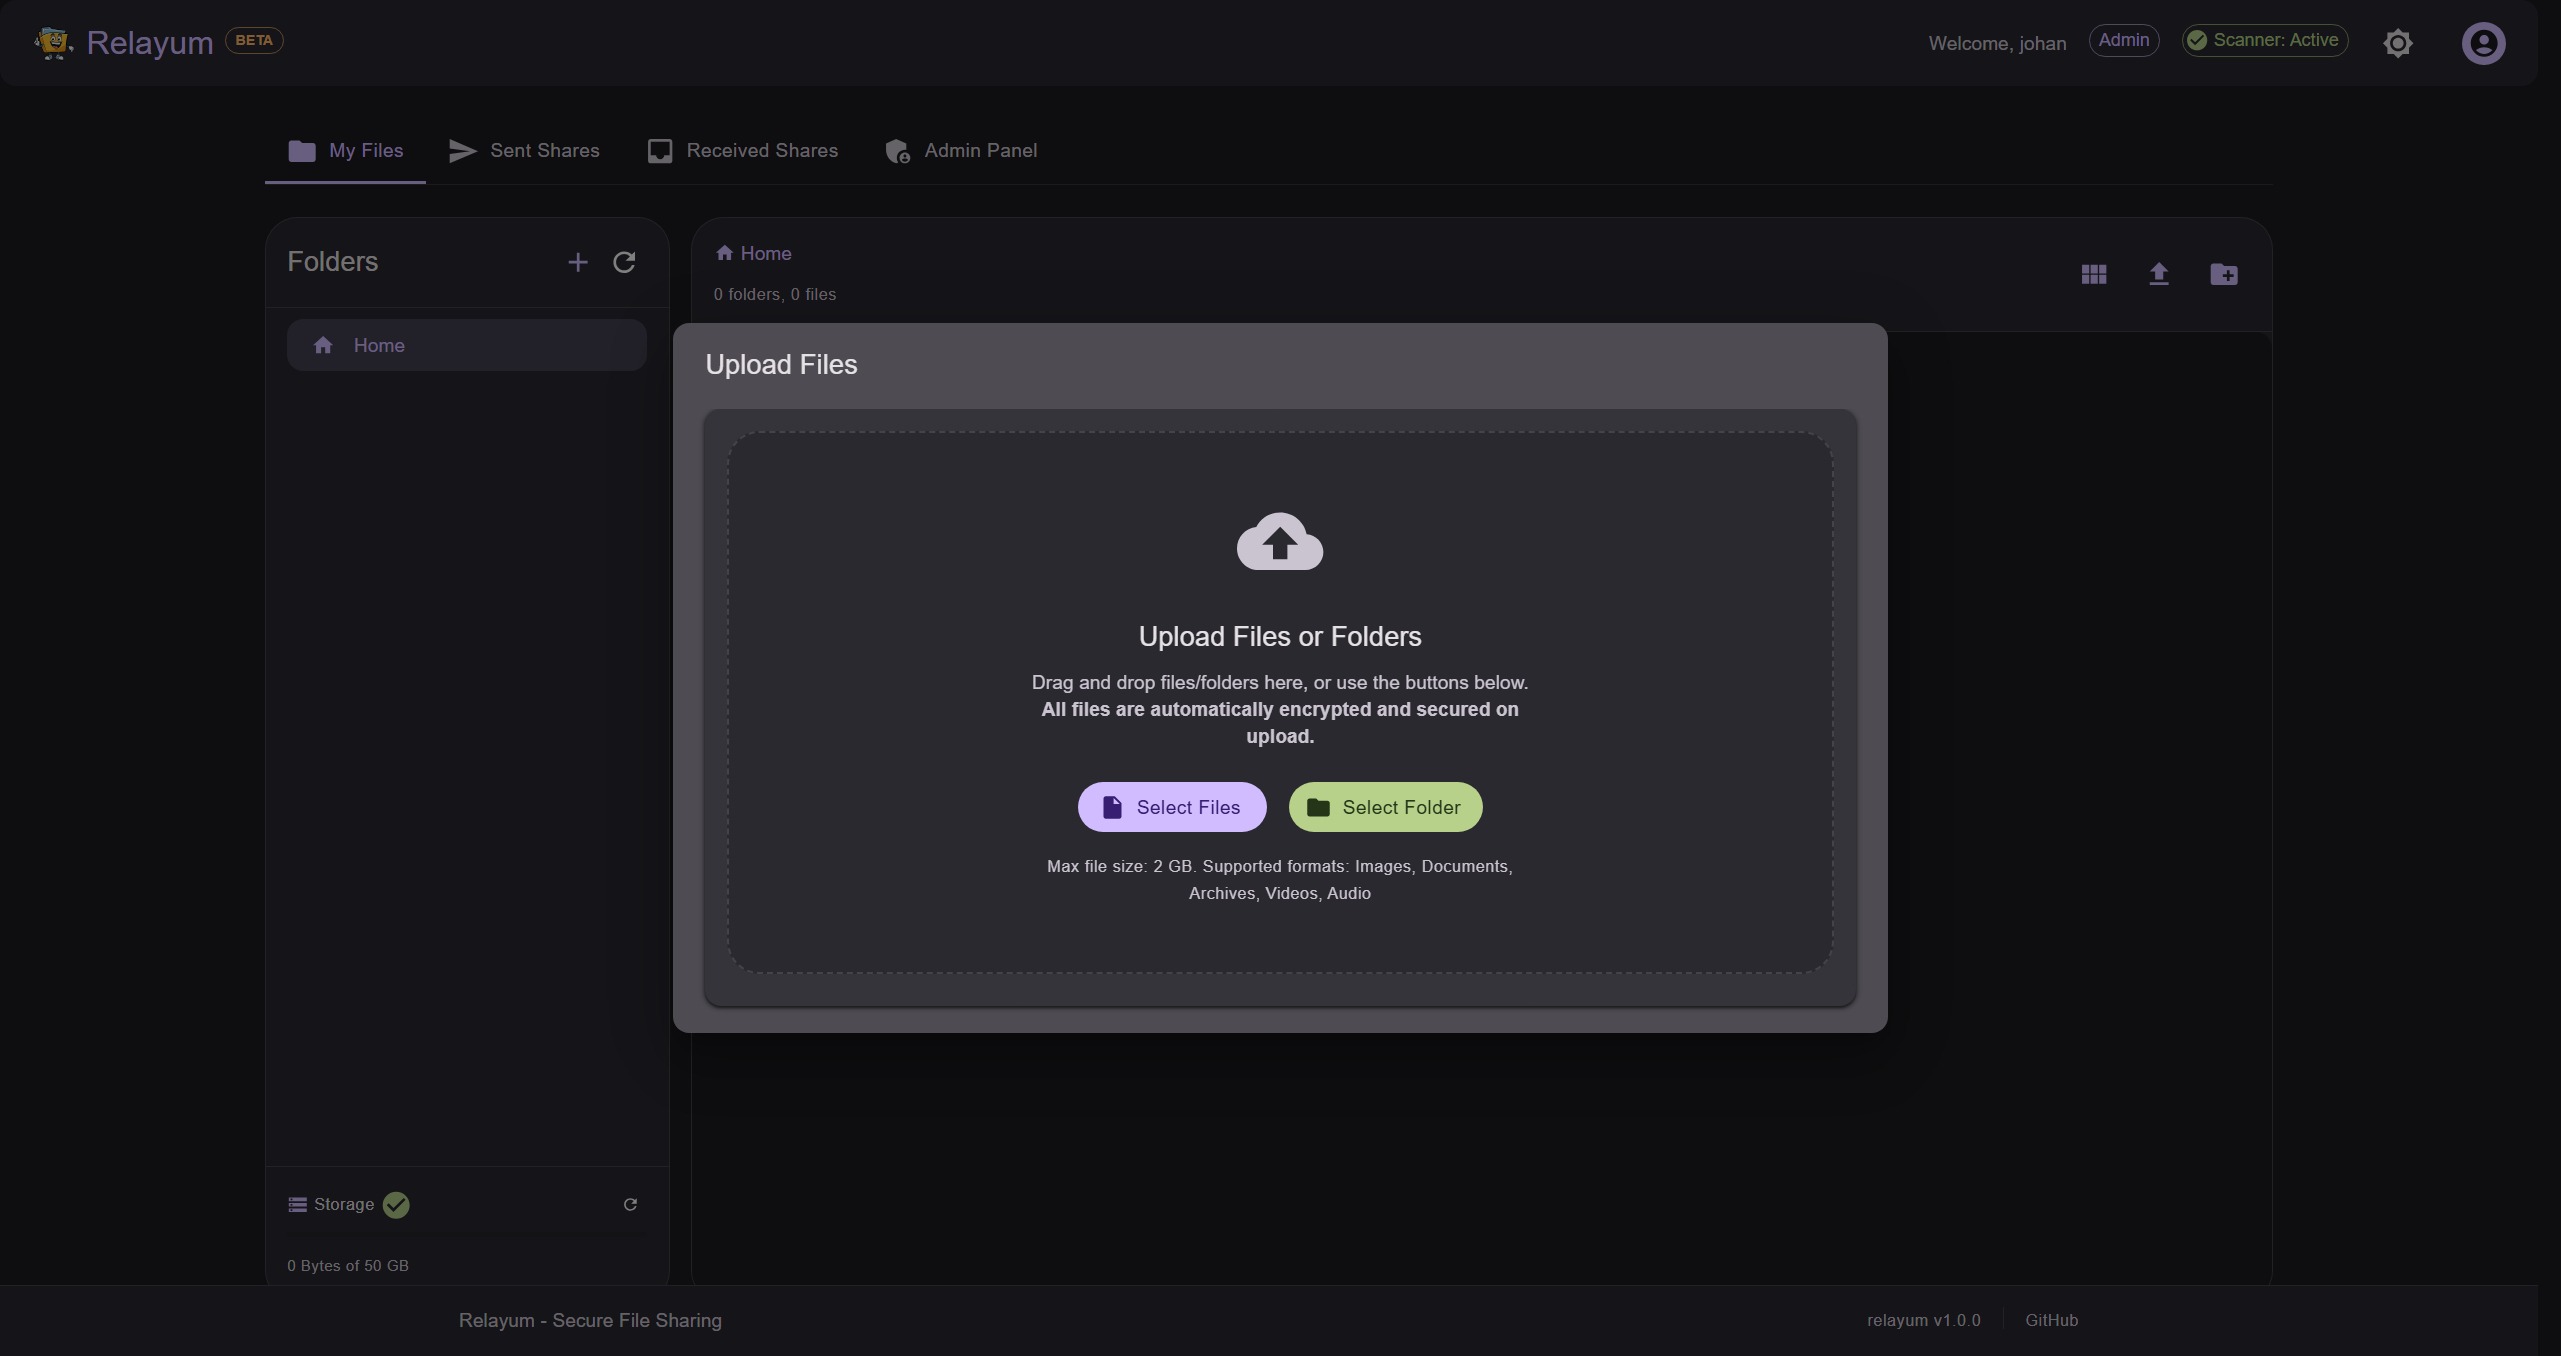 Relayum BETA
Welcome, johan Admin Scanner: Active
My Files Sent Shares Received Shares Admin Panel
Folders
Home
Home
0 folders, 0 files
Upload Files
Upload Files or Folders
Drag and drop files/folders here, or use the buttons below.
All files are automatically encrypted and secured on
upload.
Select Files Select Folder
Max file size: 2 GB. Supported formats: Images, Documents,
Archives, Videos, Audio
Storage
0 Bytes of 50 GB
Relayum - Secure File Sharing
relayum v1.0.0 GitHub